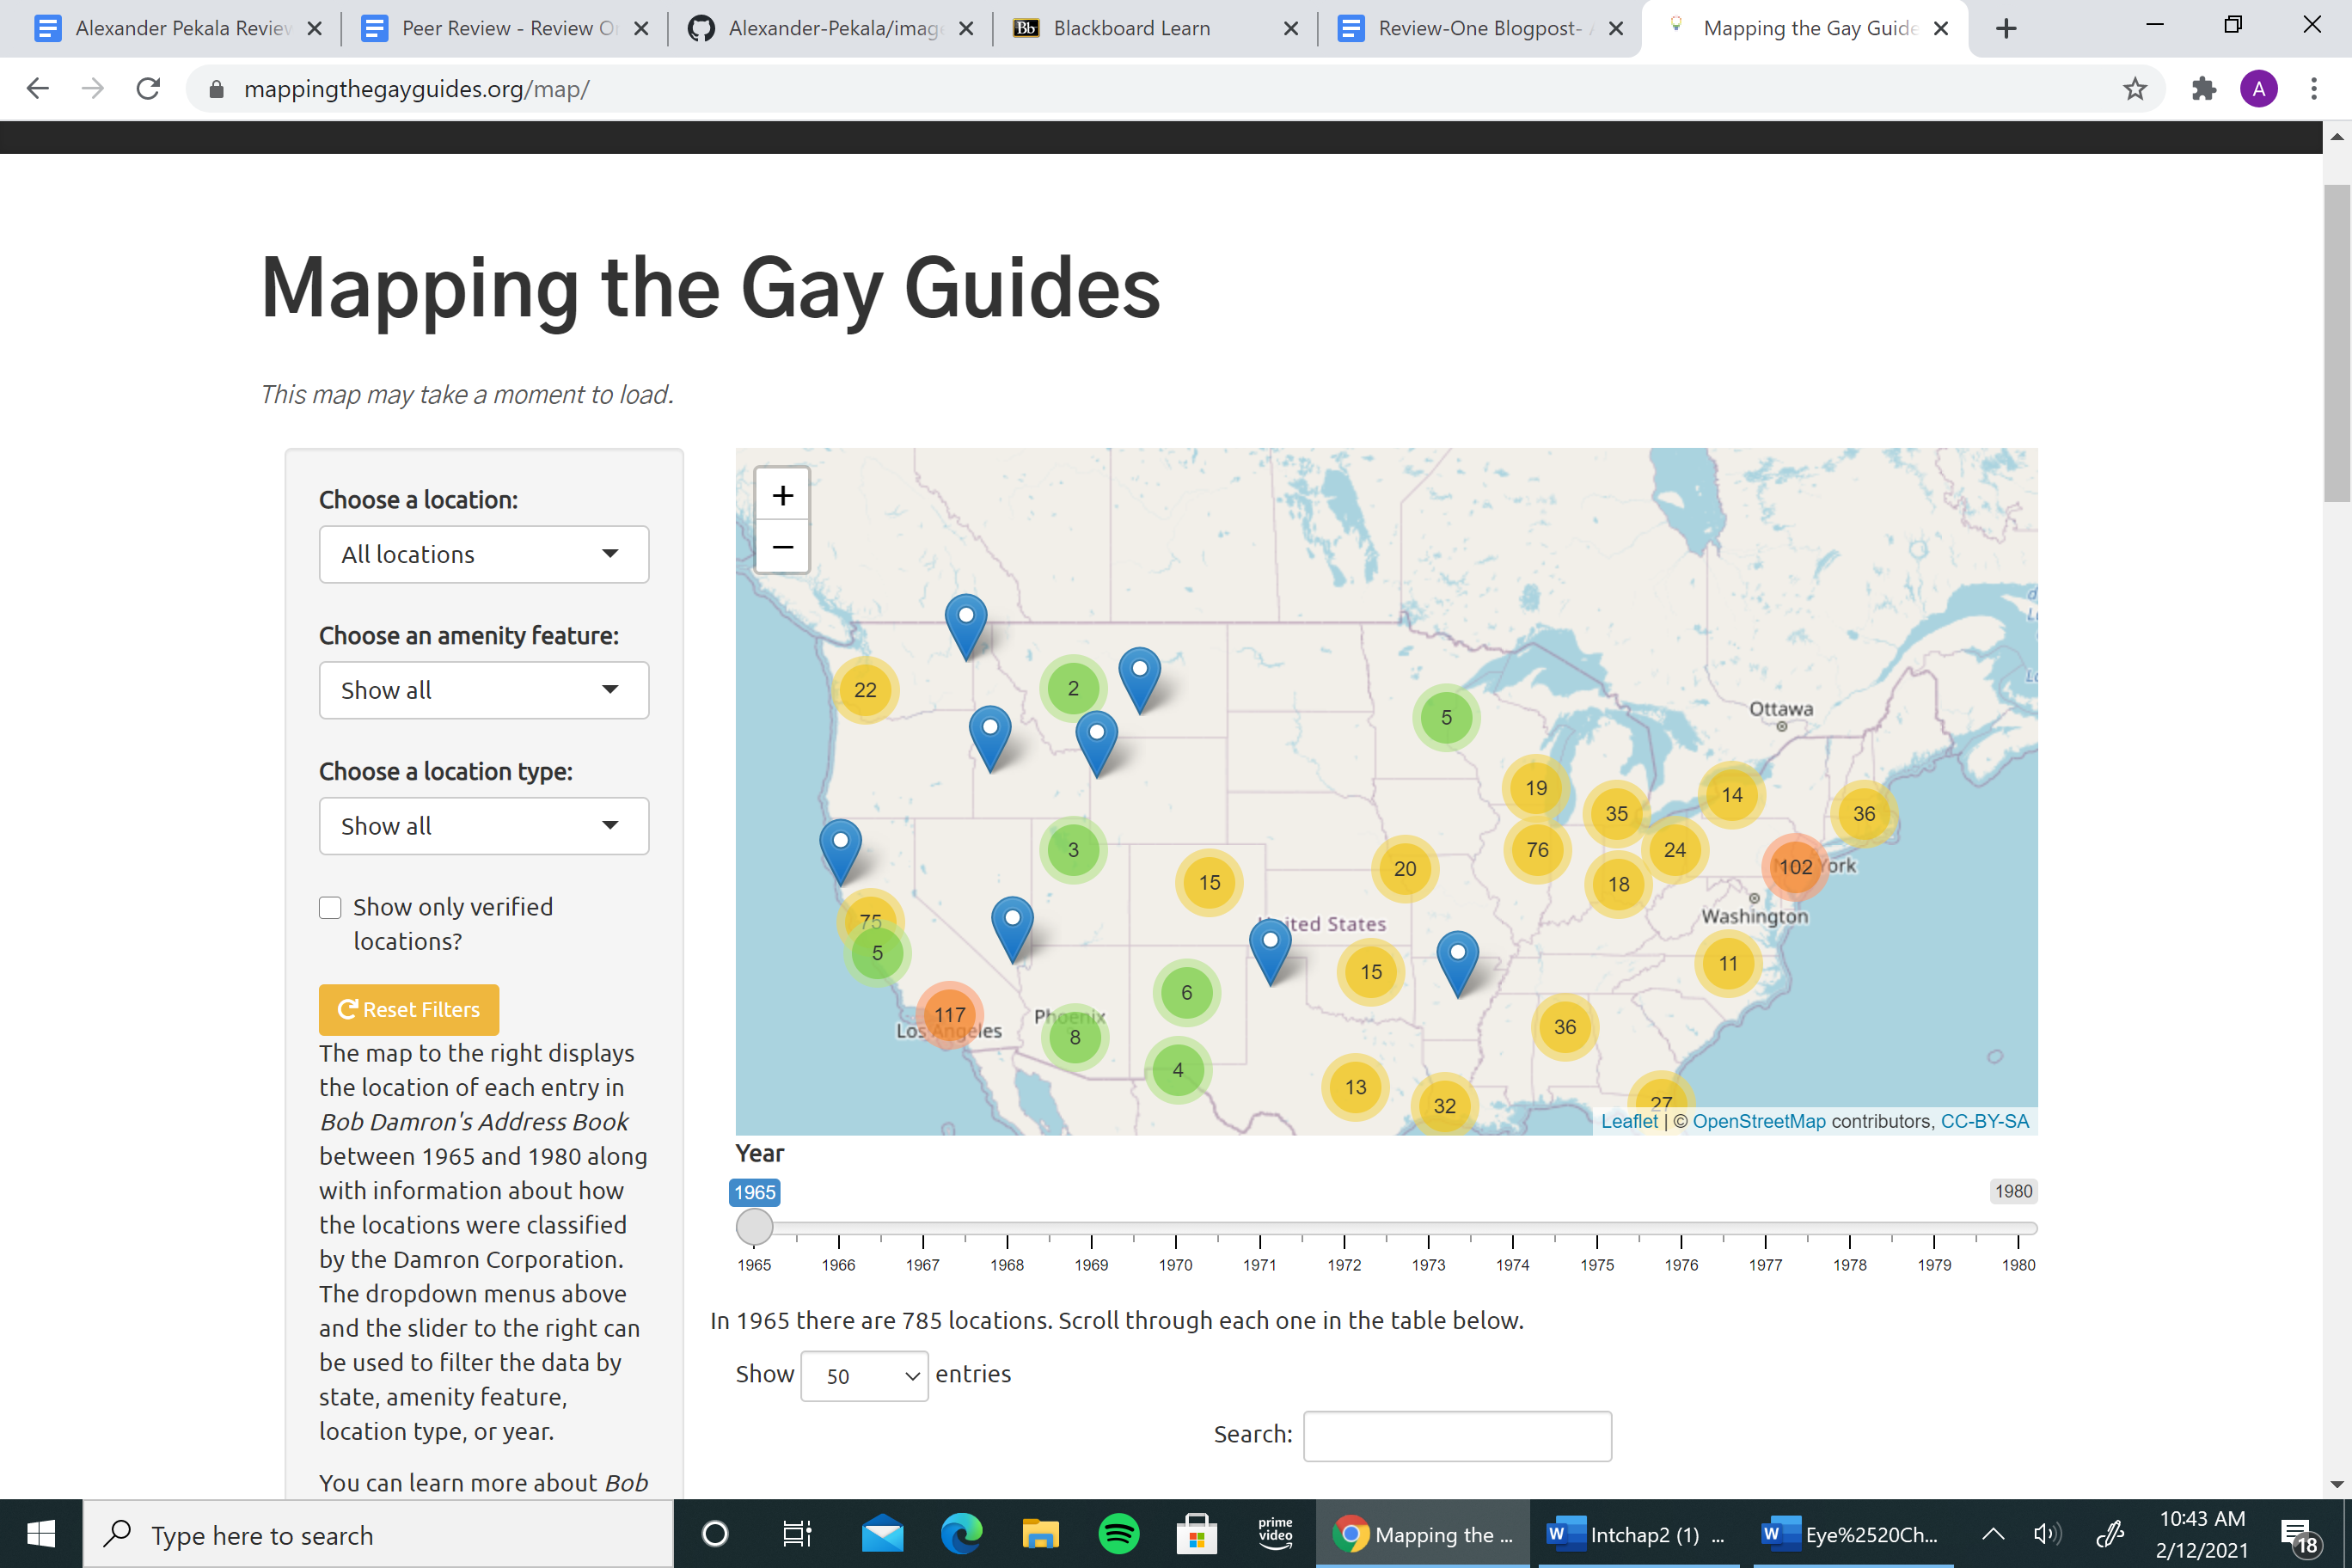 Alexander Pekala Review
Peer Review - Review O
Alexander-Pekala/image
Bb Blackboard Learn
Review-One Blogpost-
Mapping the Gay Guide
mappingthegayguides.org/map/
A
Mapping the Gay Guides
This map may take a moment to load.
Choose a location:
All locations
Choose an amenity feature:
Show all
Choose a location type:
Show all
Show only verified
locations?
Reset Filters
The map to the right displays
the location of each entry in
Bob Damron's Address Book
between 1965 and 1980 along
with information about how
the locations were classified
by the Damron Corporation.
The dropdown menus above
and the slider to the right can
be used to filter the data by
state, amenity feature,
location type, or year.
You can learn more about Bob
+
−
22
2
5
Ottawa
19
35
14
36
3
15
20
76
24
18
102
York
Washington
United States
75
5
6
15
11
117
Los Angeles
Phoenix
8
4
36
13
32
27
Leaflet | © OpenStreetMap contributors, CC-BY-SA
Year
1965
1980
1965 1966 1967 1968 1969 1970 1971 1972 1973 1974 1975 1976 1977 1978 1979 1980
In 1965 there are 785 locations. Scroll through each one in the table below.
Show 50 entries
Search:
Type here to search
prime
video
Mapping the ...
Intchap2 (1) ...
Eye%2520Ch...
10:43 AM
2/12/2021
18